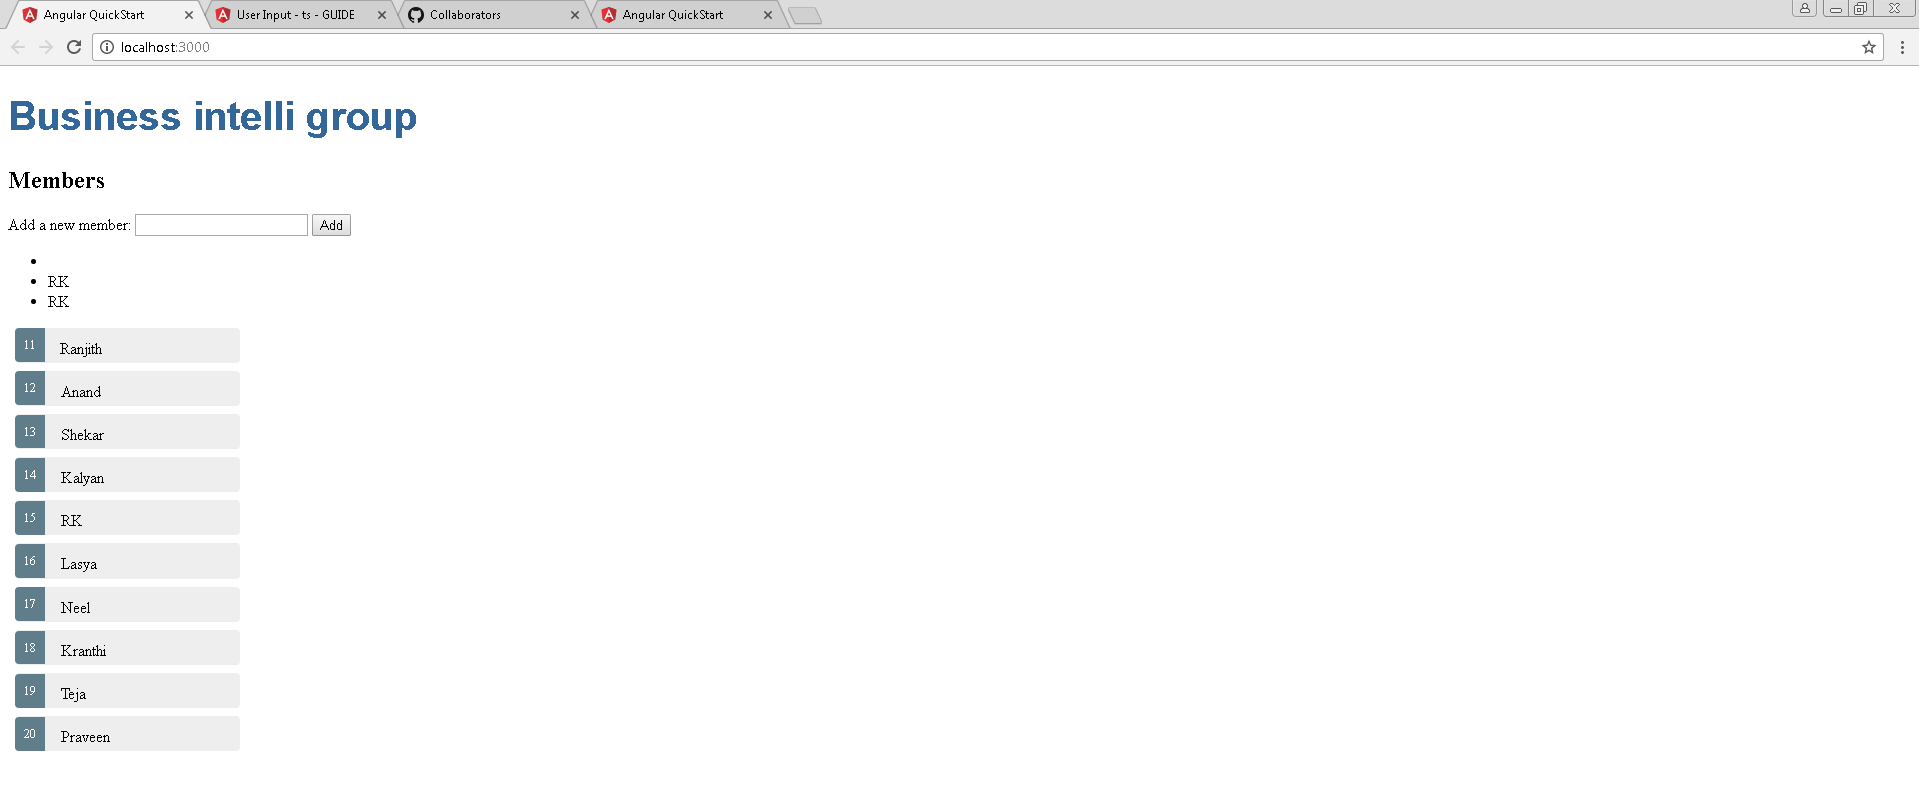 Angular QuickStart User Input - ts - GUIDE Collaborators Angular QuickStart
localhost:3000
Business intelli group
Members
Add a new member: Add
RK
RK
11 Ranjith
12 Anand
13 Shekar
14 Kalyan
15 RK
16 Lasya
17 Neel
18 Kranthi
19 Teja
20 Praveen